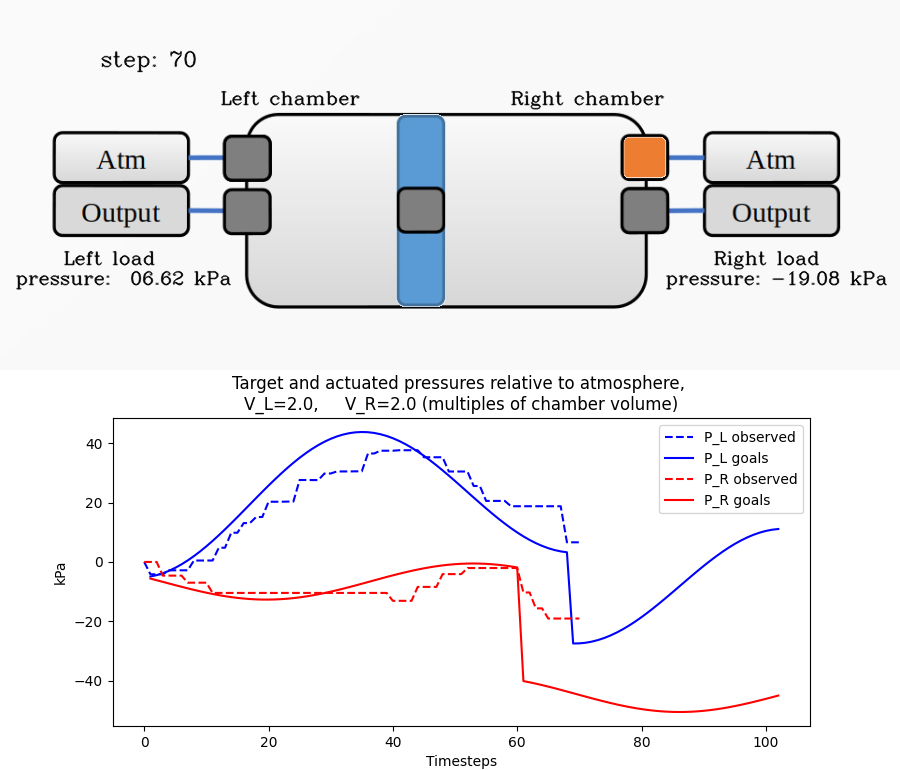 step: 70
Left chamber
Right chamber
Atm
Atm
Output
Output
Left load
pressure: 06.62 kPa
Right load
pressure: −19.08 kPa
Target and actuated pressures relative to atmosphere,
V_L=2.0, V_R=2.0 (multiples of chamber volume)
P_L observed
P_L goals
P_R observed
P_R goals
kPa
40
20
0
−20
−40
0 20 40 60 80 100
Timesteps